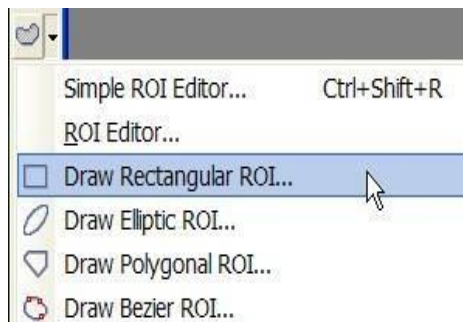 Simple ROI Editor... Ctrl+Shift+R
ROI Editor...
Draw Rectangular ROI...
Draw Elliptic ROI...
Draw Polygonal ROI...
Draw Bezier ROI...